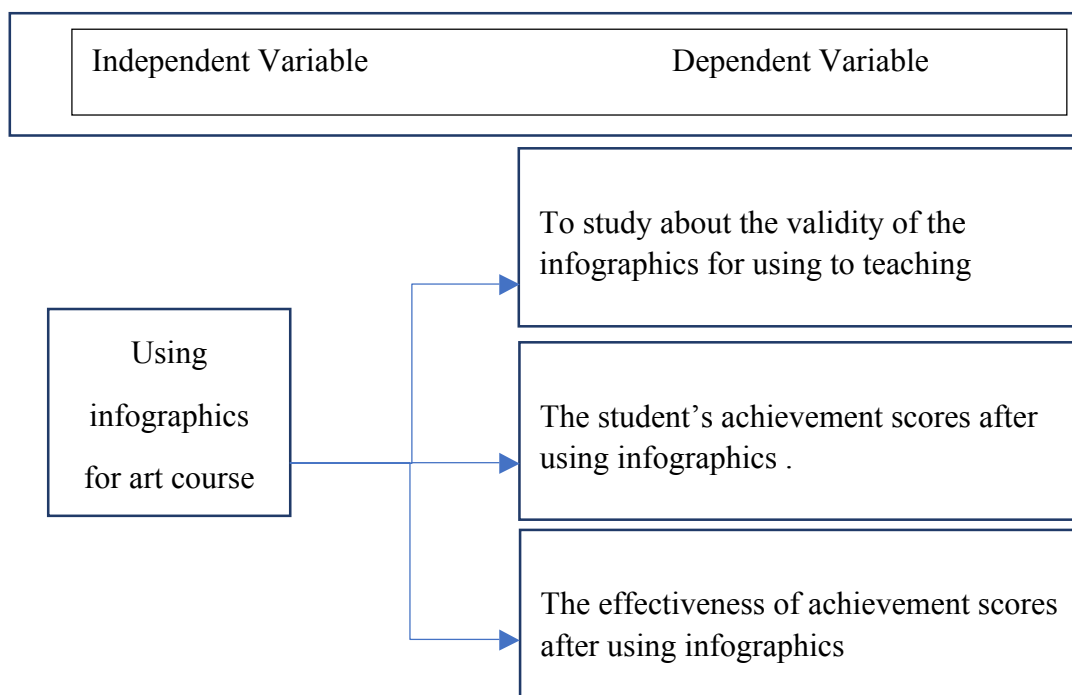 Independent Variable
Dependent Variable
To study about the validity of the
infographics for using to teaching
Using
infographics
for art course
The student’s achievement scores after
using infographics .
The effectiveness of achievement scores
after using infographics